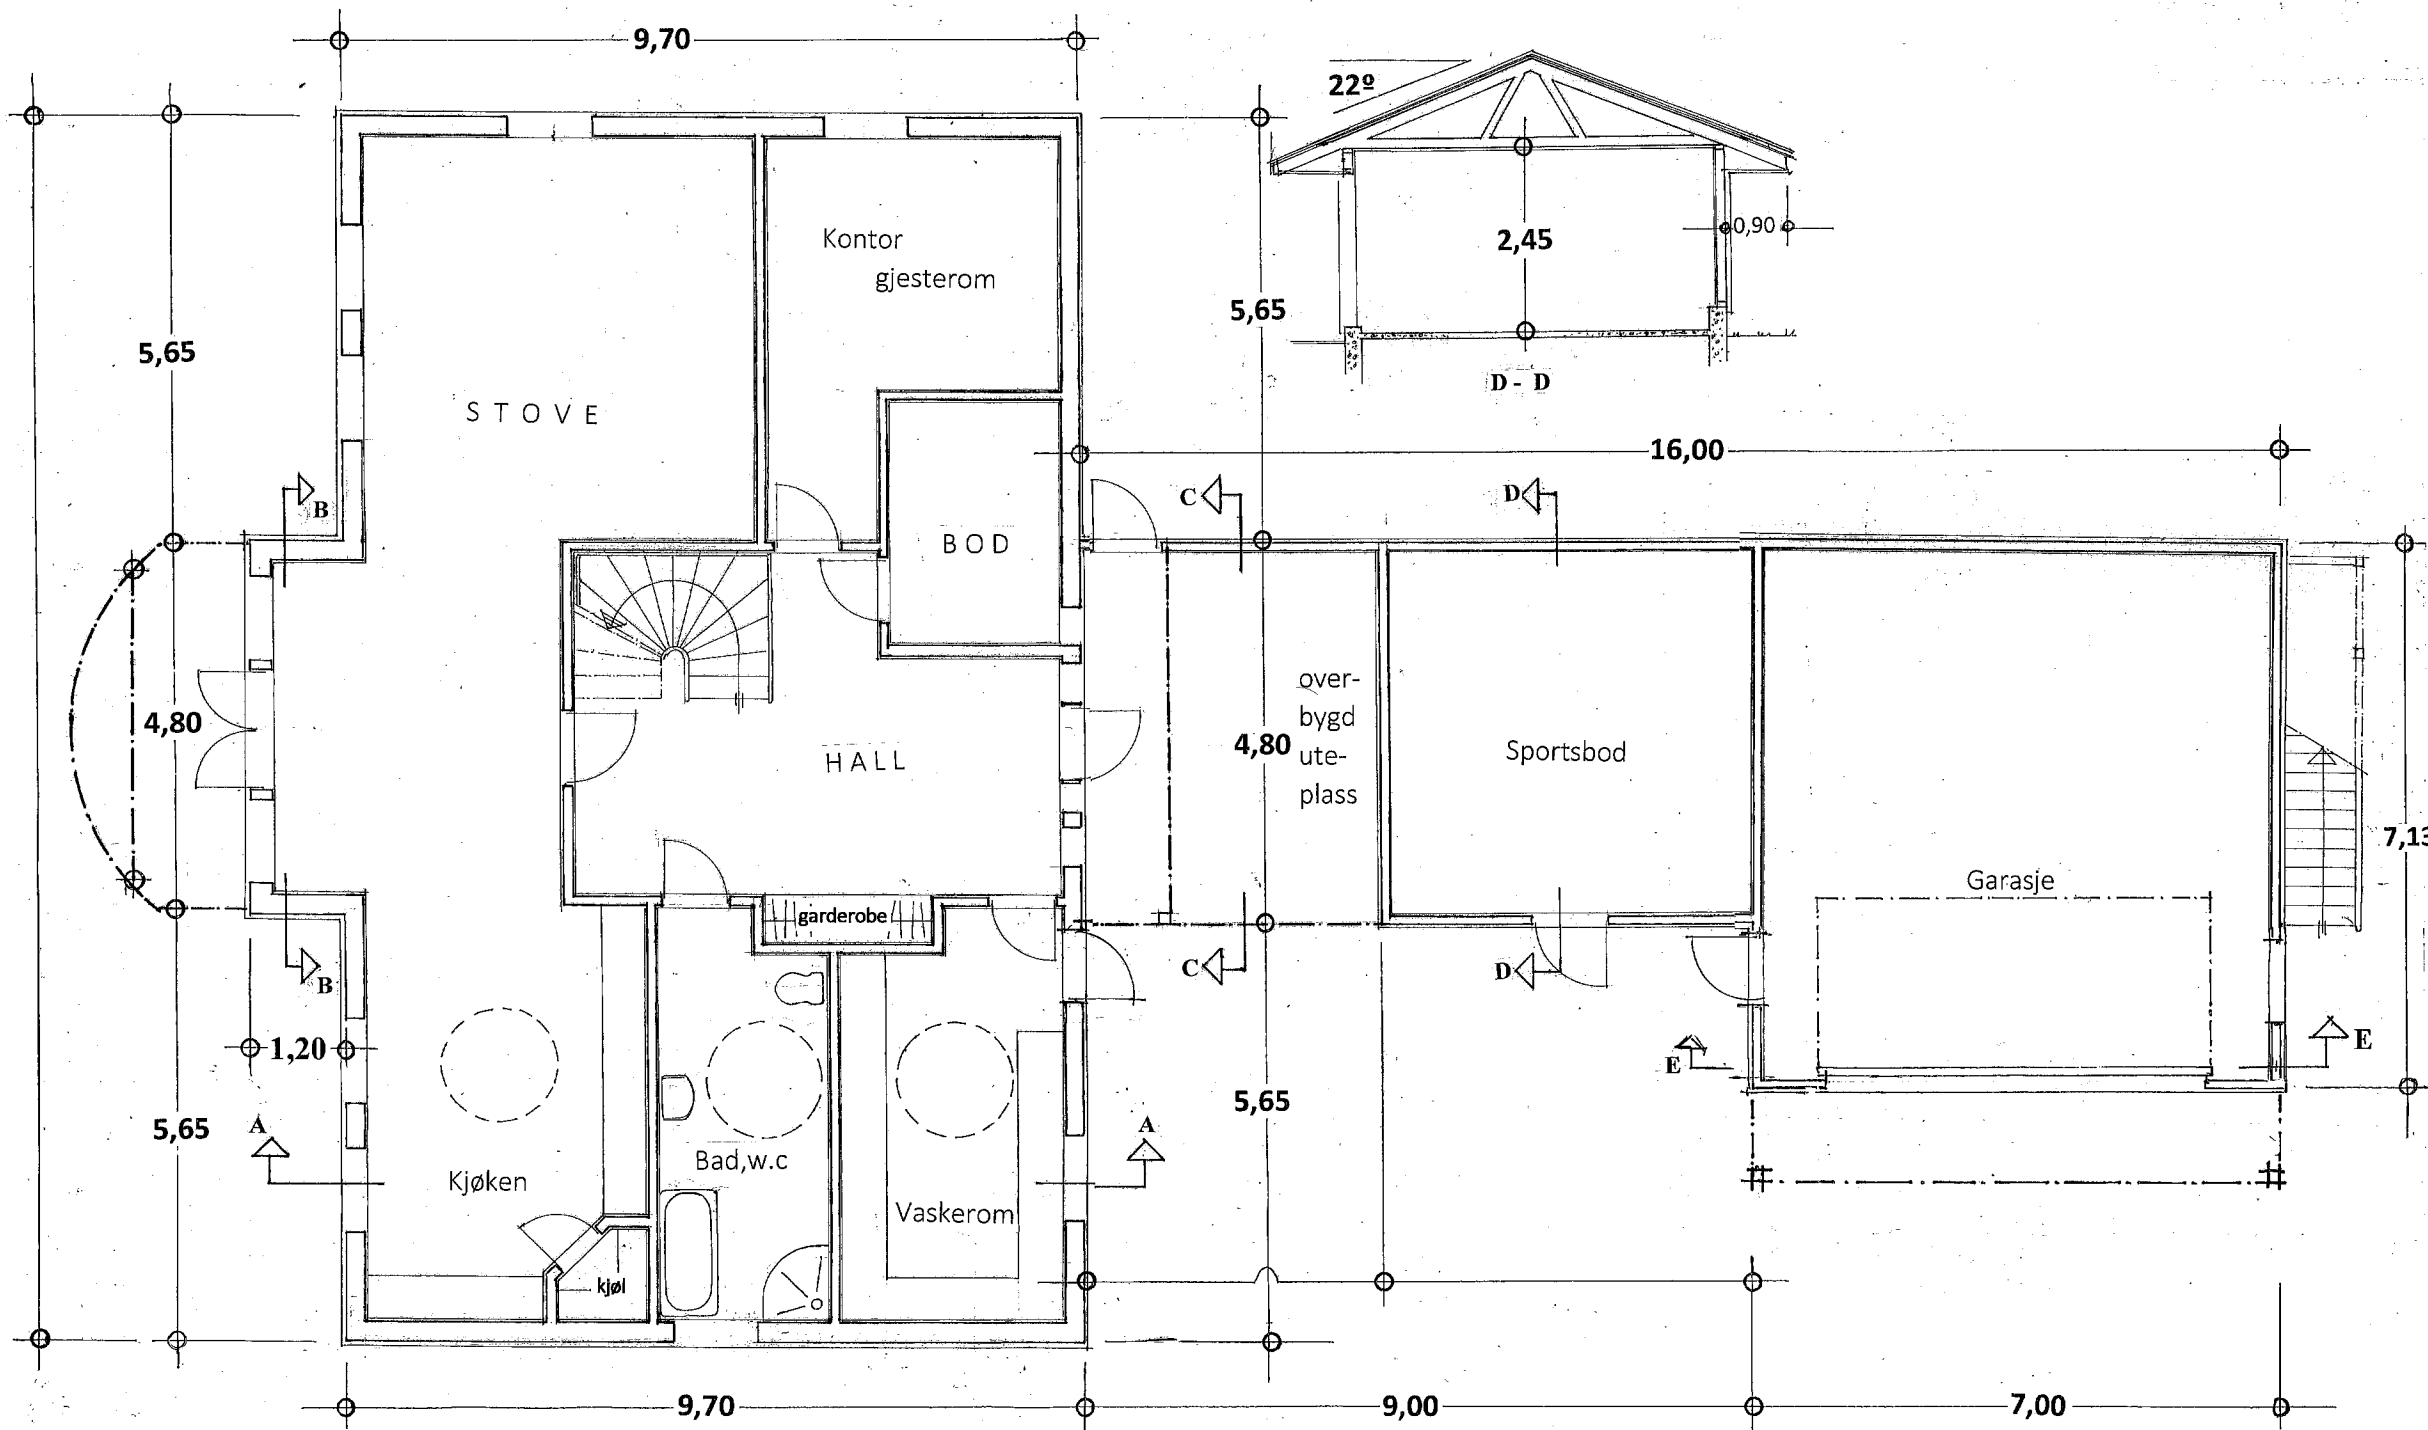 9,70
22º
Kontor
gjesterom
2,45
0,90
5,65
5,65
D - D
STOVE
16,00
B
C
D
BOD
over-
bygd
ute-
plass
4,80
4,80
HALL
Sportsbod
7,13
Garasje
garderobe
B
C
D
1,20
E
E
5,65
5,65
A
A
Bad,w.c
Kjøken
Vaskerom
kjøl
9,70
9,00
7,00